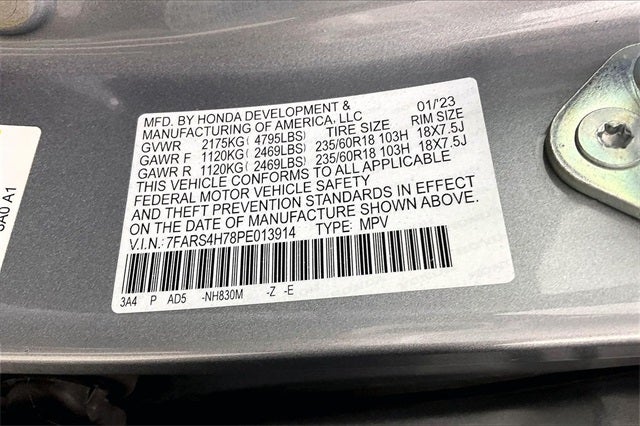 MFD. BY HONDA DEVELOPMENT & 01/'23
MANUFACTURING OF AMERICA, LLC
GVWR 2175KG( 4795LBS) TIRE SIZE RIM SIZE
GAWR F 1120KG( 2469LBS) 235/60R18 103H 18X7.5J
GAWR R 1120KG( 2469LBS) 235/60R18 103H 18X7.5J
THIS VEHICLE CONFORMS TO ALL APPLICABLE
FEDERAL MOTOR VEHICLE SAFETY
AND THEFT PREVENTION STANDARDS IN EFFECT
ON THE DATE OF MANUFACTURE SHOWN ABOVE.
V.I.N.: 7FARS4H78PE013914 TYPE: MPV
3A4 P AD5 -NH830M -Z -E
A1